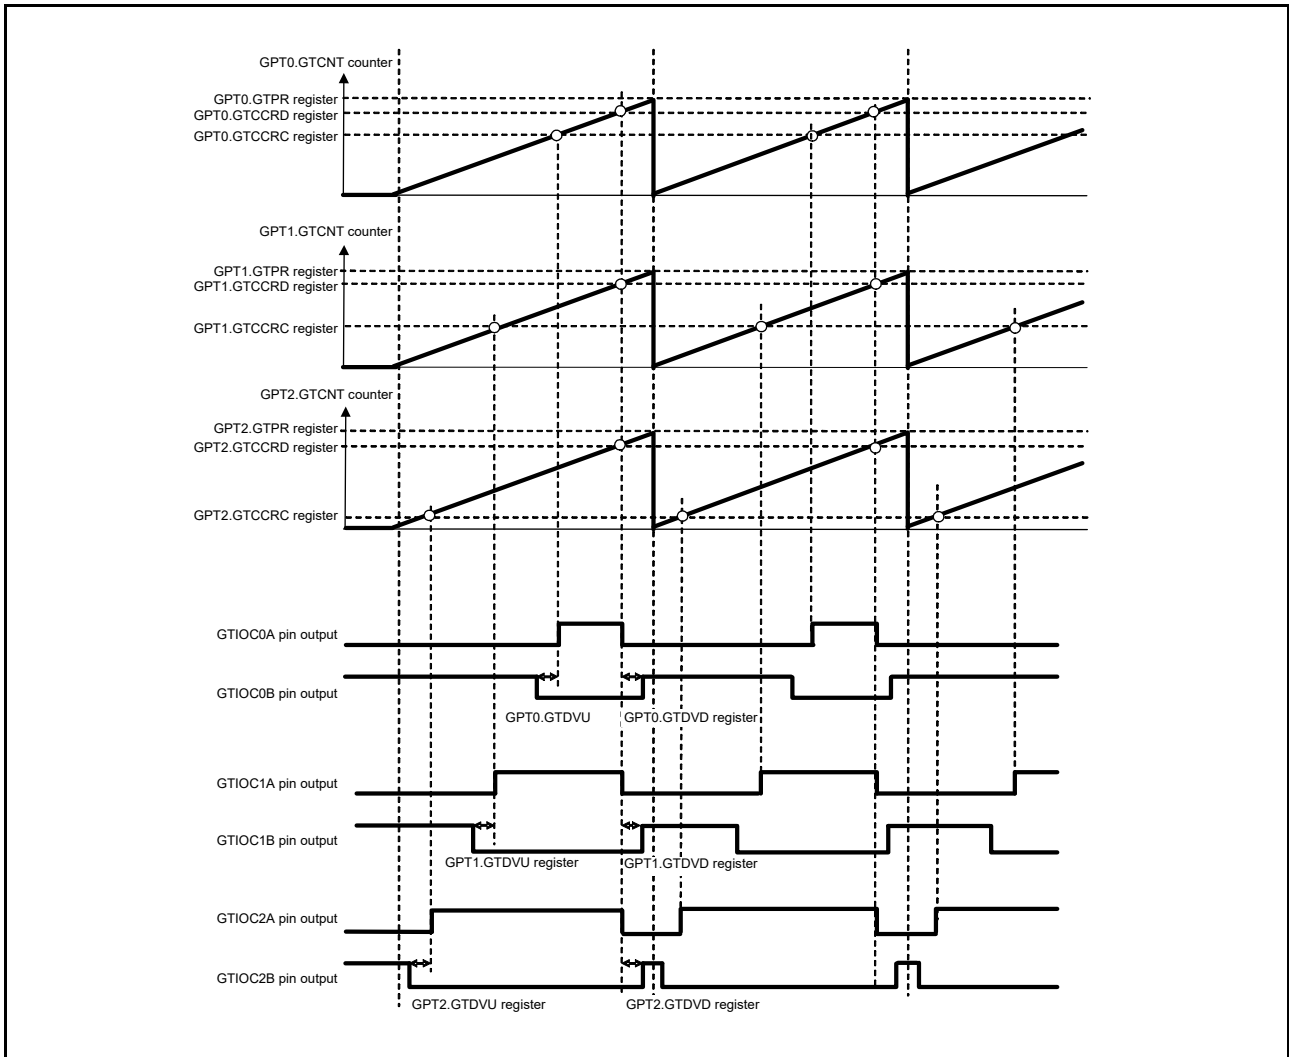 GPT0.GTCNT counter
GPT0.GTPR register
GPT0.GTCCRD register
GPT0.GTCCRC register
GPT1.GTCNT counter
GPT1.GTPR register
GPT1.GTCCRD register
GPT1.GTCCRC register
GPT2.GTCNT counter
GPT2.GTPR register
GPT2.GTCCRD register
GPT2.GTCCRC register
GTIOC0A pin output
GTIOC0B pin output
GPT0.GTDVU GPT0.GTDVD register
GTIOC1A pin output
GTIOC1B pin output
GPT1.GTDVU register GPT1.GTDVD register
GTIOC2A pin output
GTIOC2B pin output
GPT2.GTDVU register GPT2.GTDVD register